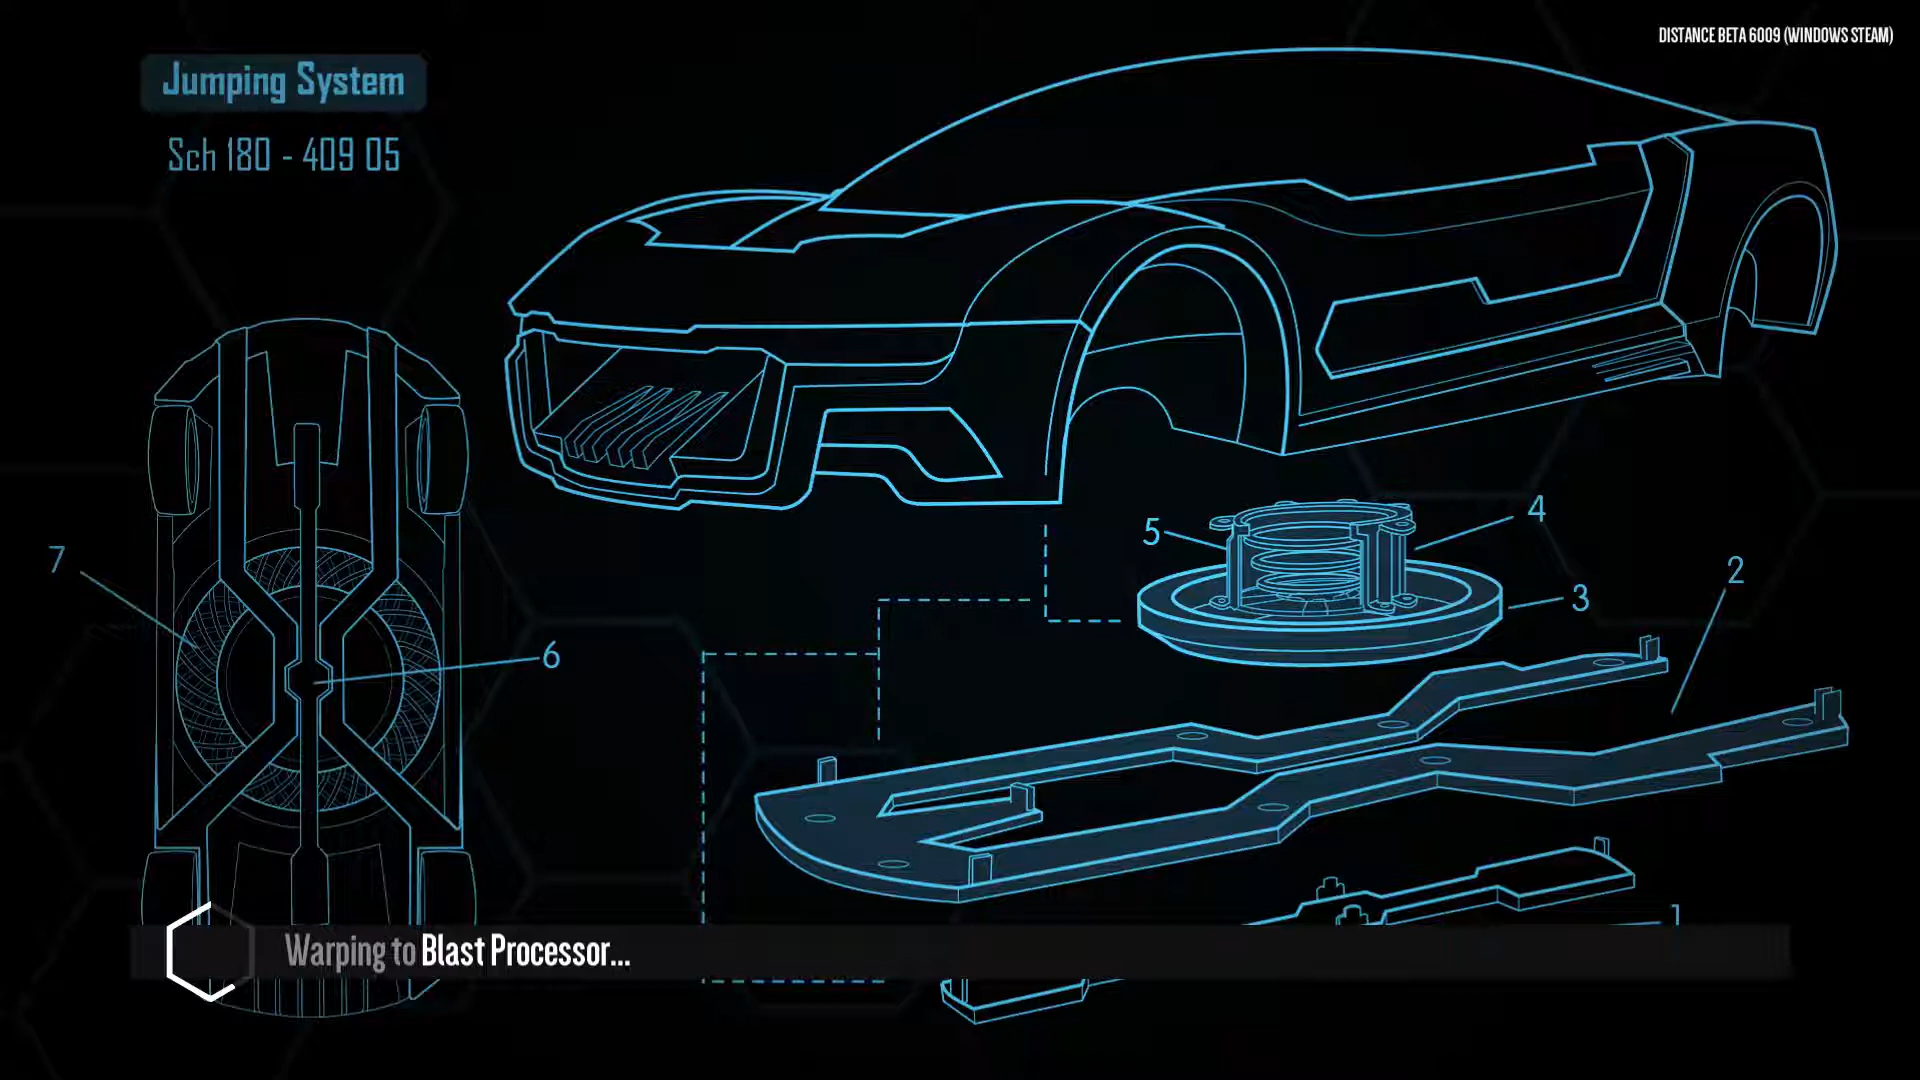 DISTANCE BETA 6009 (WINDOWS STEAM)
Jumping System
Sch 180 - 409 05
4
5
7
2
3
6
1
Warping to Blast Processor...